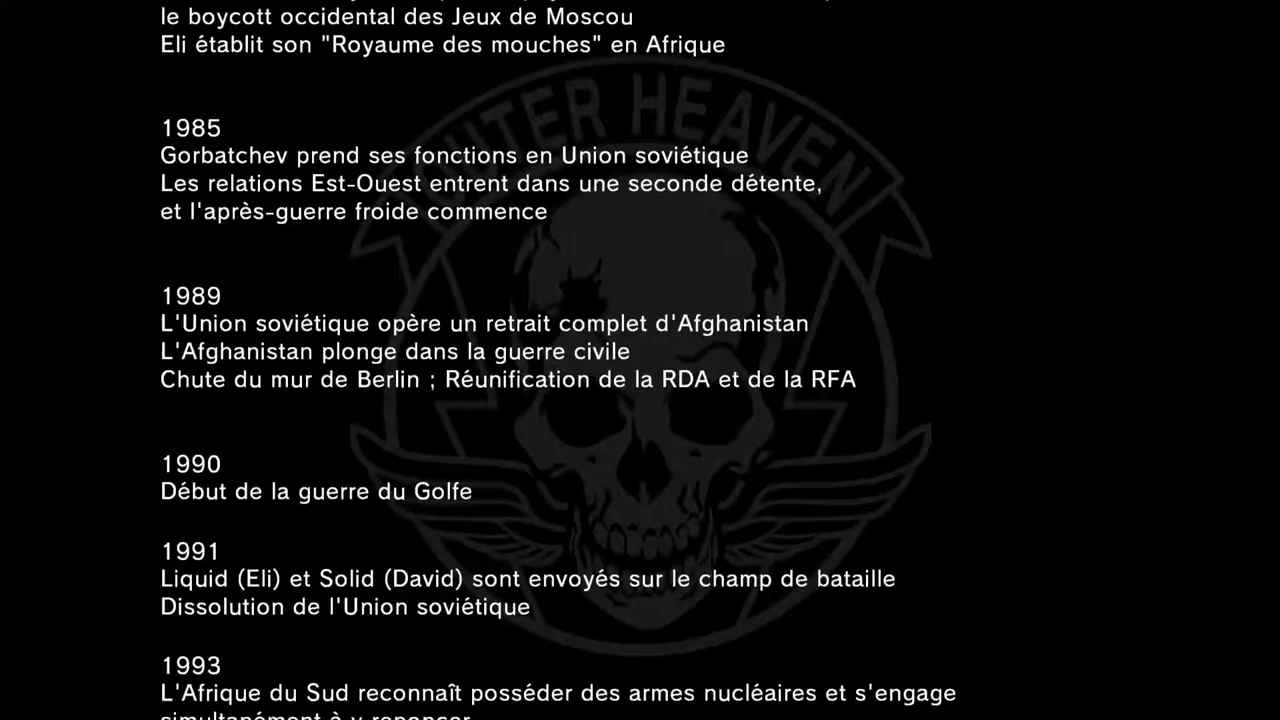 le boycott occidental des Jeux de Moscou
Eli établit son "Royaume des mouches" en Afrique
OUTER HEAVEN
1985
Gorbatchev prend ses fonctions en Union soviétique
Les relations Est-Ouest entrent dans une seconde détente,
et l'après-guerre froide commence
1989
L'Union soviétique opère un retrait complet d'Afghanistan
L'Afghanistan plonge dans la guerre civile
Chute du mur de Berlin ; Réunification de la RDA et de la RFA
1990
Début de la guerre du Golfe
1991
Liquid (Eli) et Solid (David) sont envoyés sur le champ de bataille
Dissolution de l'Union soviétique
1993
L'Afrique du Sud reconnaît posséder des armes nucléaires et s'engage
simultanément à y renoncer